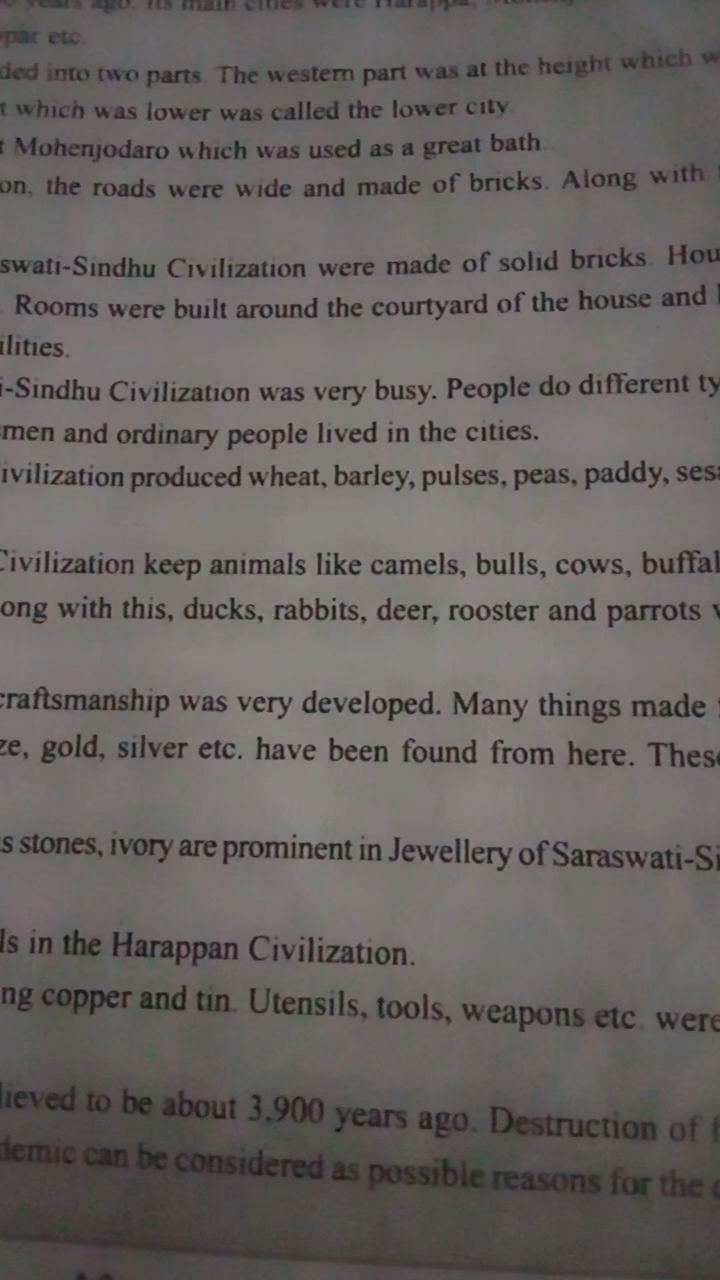 years ago. Its main cities were Harappa,
par etc.
ded into two parts. The western part was at the height which w
t which was lower was called the lower city.
t Mohenjodaro which was used as a great bath.
on, the roads were wide and made of bricks. Along with
swati-Sindhu Civilization were made of solid bricks. Hou
Rooms were built around the courtyard of the house and
ilities.
i-Sindhu Civilization was very busy. People do different ty
men and ordinary people lived in the cities.
ivilization produced wheat, barley, pulses, peas, paddy, ses
Civilization keep animals like camels, bulls, cows, buffal
ong with this, ducks, rabbits, deer, rooster and parrots
craftsmanship was very developed. Many things made
ze, gold, silver etc. have been found from here. These
s stones, ivory are prominent in Jewellery of Saraswati-Si
ls in the Harappan Civilization.
ng copper and tin. Utensils, tools, weapons etc. were
lieved to be about 3,900 years ago. Destruction of f
demic can be considered as possible reasons for the